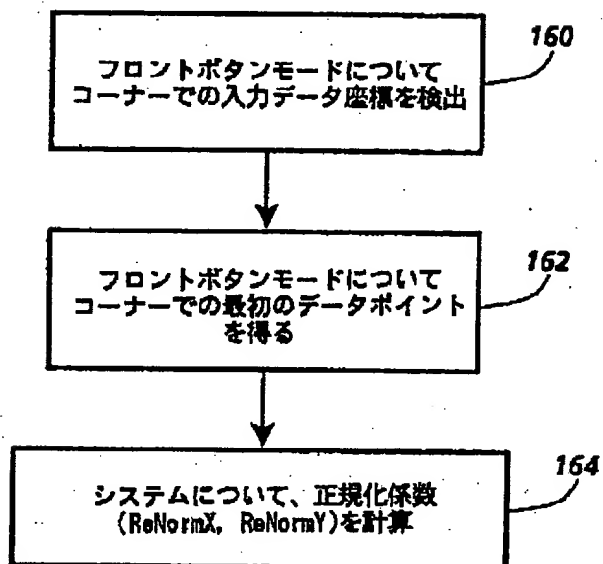 フロントボタンモードについて
コーナーでの入力データ座標を検出
160
フロントボタンモードについて
コーナーでの最初のデータポイント
を得る
162
システムについて、正規化係数
(ReNormX, ReNormY)を計算
164